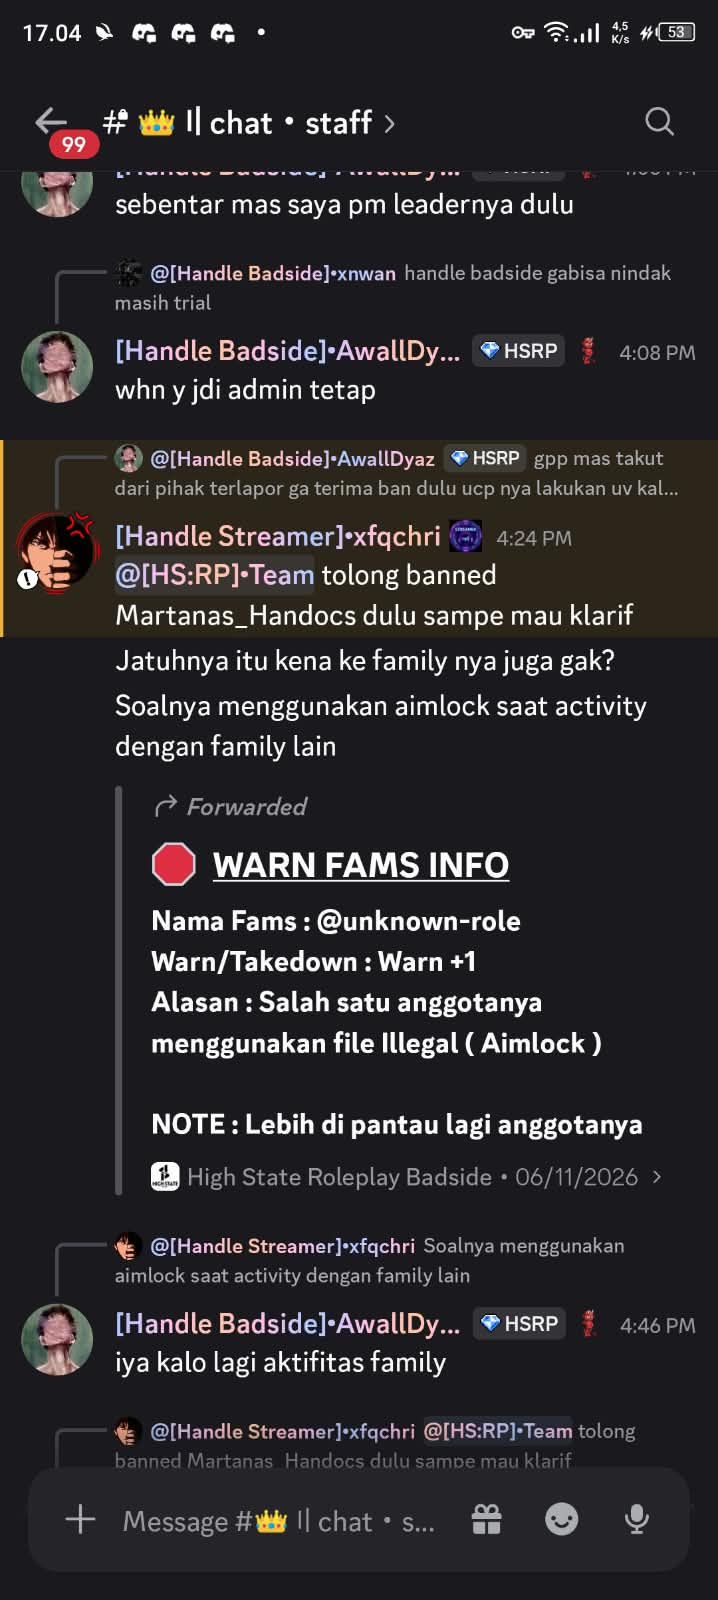 17.04
4,5
K/s
53
99
# 👑 〢chat • staff >
sebentar mas saya pm leadernya dulu
@[Handle Badside]•xnwan handle badside gabisa nindak
masih trial
[Handle Badside]•AwallDy... 💎 HSRP 4:08 PM
whn y jdi admin tetap
@[Handle Badside]•AwallDyaz 💎 HSRP gpp mas takut
dari pihak terlapor ga terima ban dulu ucp nya lakukan uv kal...
[Handle Streamer]•xfqchri 4:24 PM
@[HS:RP]•Team tolong banned
Martanas_Handocs dulu sampe mau klarif
Jatuhnya itu kena ke family nya juga gak?
Soalnya menggunakan aimlock saat activity
dengan family lain
Forwarded
🛑 WARN FAMS INFO
Nama Fams : @unknown-role
Warn/Takedown : Warn +1
Alasan : Salah satu anggotanya
menggunakan file Illegal ( Aimlock )
NOTE : Lebih di pantau lagi anggotanya
High State Roleplay Badside • 06/11/2026 >
@[Handle Streamer]•xfqchri Soalnya menggunakan
aimlock saat activity dengan family lain
[Handle Badside]•AwallDy... 💎 HSRP 4:46 PM
iya kalo lagi aktifitas family
@[Handle Streamer]•xfqchri @[HS:RP]•Team tolong
banned Martanas_Handocs dulu sampe mau klarif
Message #👑 〢chat • s...